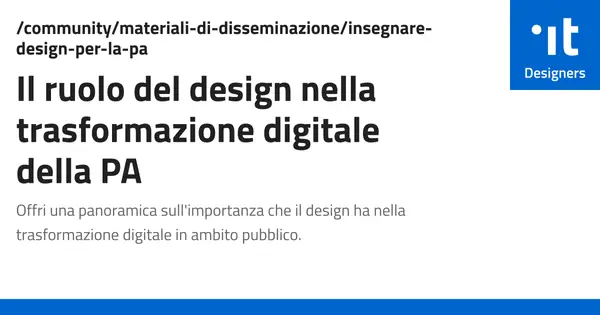 /community/materiali-di-disseminazione/insegnare-
design-per-la-pa
Il ruolo del design nella
trasformazione digitale
della PA
Offri una panoramica sull'importanza che il design ha nella
trasformazione digitale in ambito pubblico.
it
Designers